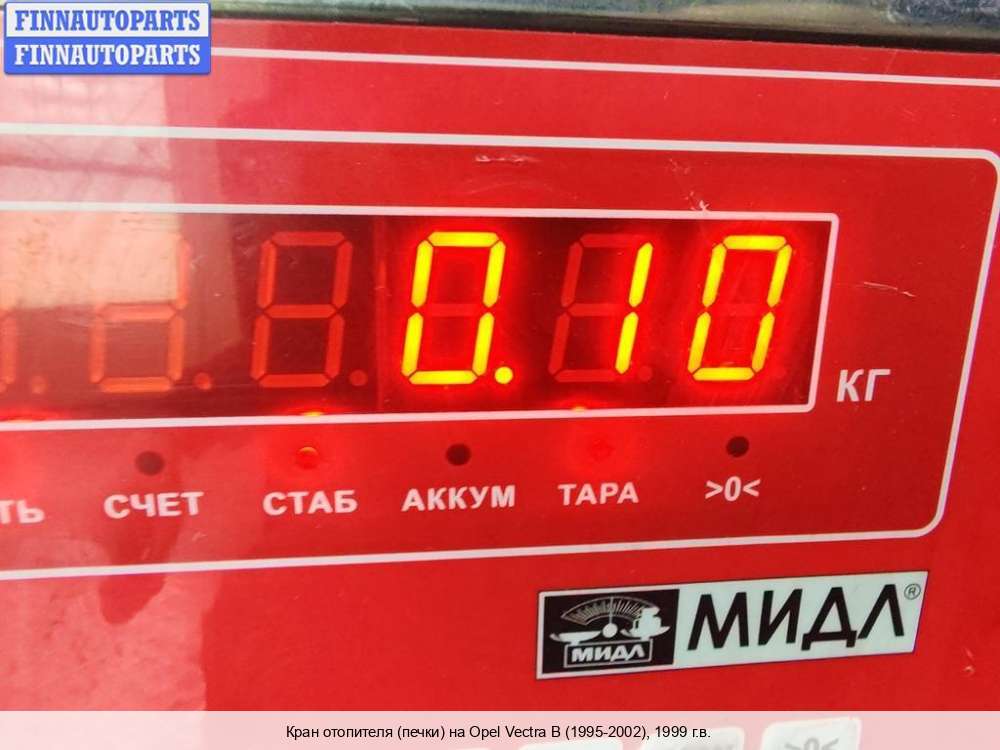 FINNAUTOPARTS
FINNAUTOPARTS
0.10
КГ
СЧЕТ СТАБ АККУМ ТАРА >0<
МИДЛ МИДЛ®
Кран отопителя (печки) на Opel Vectra B (1995-2002), 1999 г.в.